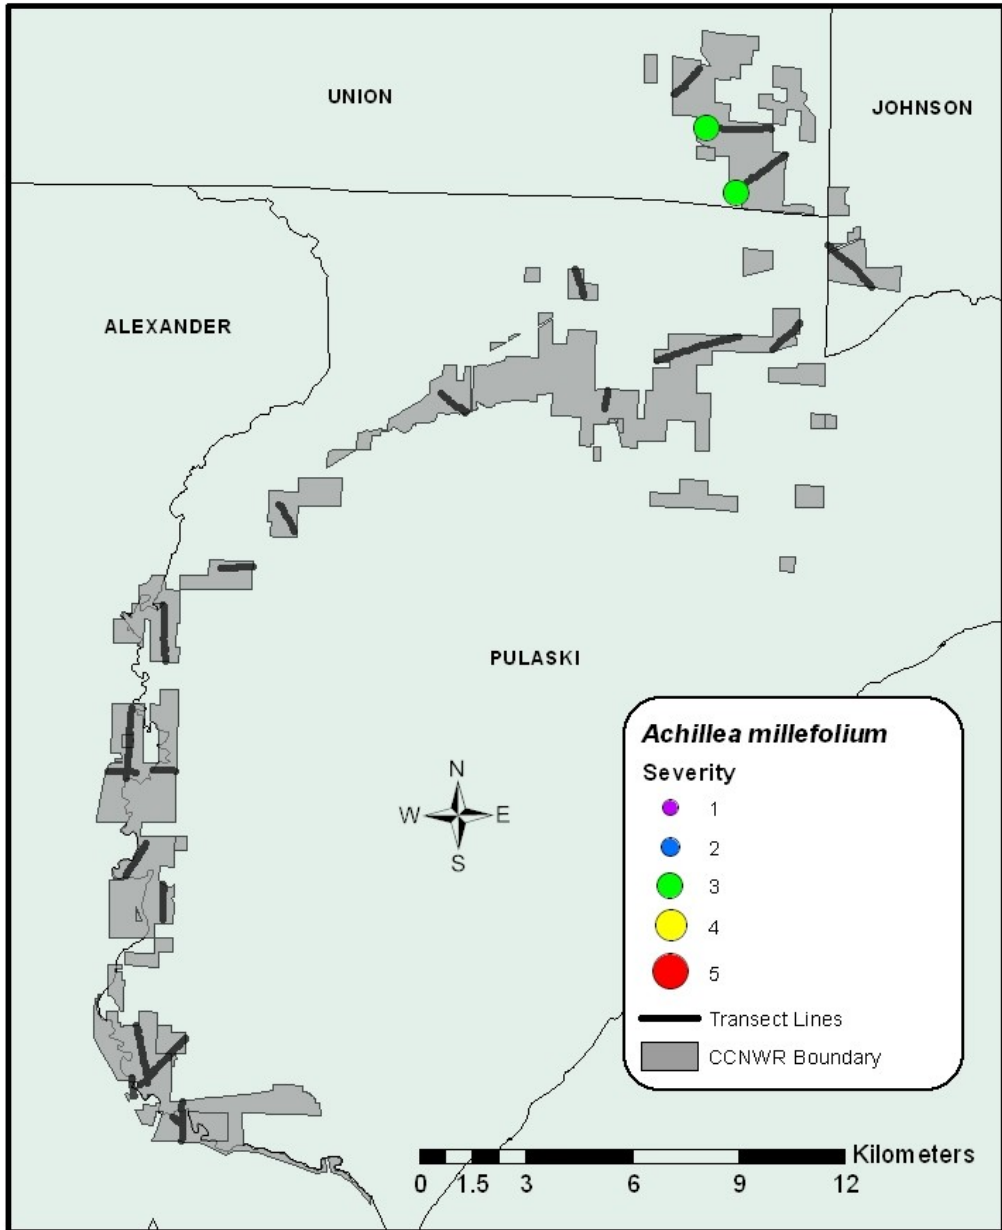 UNION
JOHNSON
ALEXANDER
PULASKI
N
W E
S
Achillea millefolium
Severity
1
2
3
4
5
Transect Lines
CCNWR Boundary
Kilometers
0 1.5 3 6 9 12